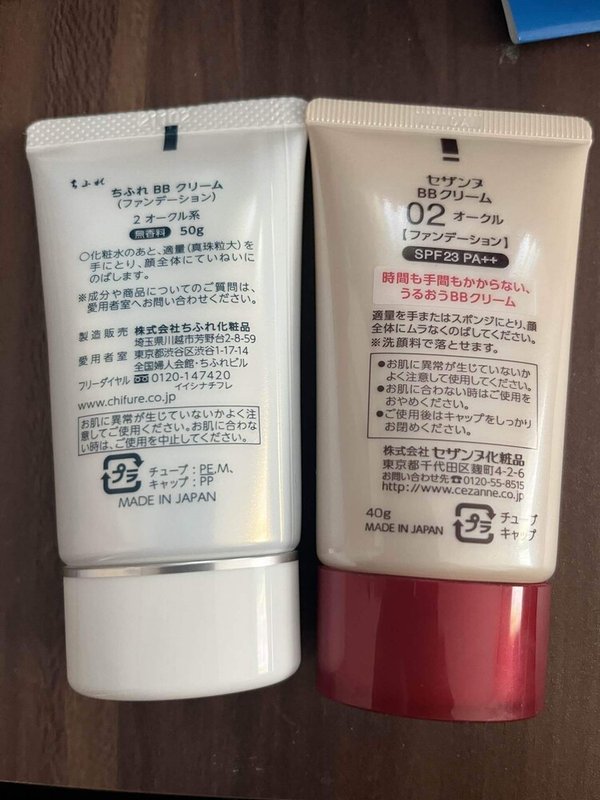 ちふれ
ちふれ BB クリーム
(ファンデーション)
2 オークル系
無香料 50g
○化粧水のあと、適量(真珠粒大)を
手にとり、顔全体にていねいに
のばします。
※成分や商品についてのご質問は、
愛用者室へお問い合わせください。
製造販売 株式会社ちふれ化粧品
埼玉県川越市芳野台2-8-59
愛用者室 東京都渋谷区渋谷1-17-14
全国婦人会館・ちふれビル
フリーダイヤル 0120-147420
イイシナチフレ
www.chifure.co.jp
お肌に異常が生じていないかよく注
意してご使用ください。お肌に合わな
い時は、ご使用を中止してください。
プラ
チューブ:PE,M、
キャップ:PP
MADE IN JAPAN
セザンヌ
BBクリーム
02 オークル
【ファンデーション】
SPF23 PA++
時間も手間もかからない、
うるおうBBクリーム
適量を手またはスポンジにとり、顔
全体にムラなくのばしてください。
※洗顔料で落とせます。
●お肌に異常が生じていないか
よく注意して使用してください。
●お肌に合わない時はご使用を
おやめください。
●ご使用後はキャップをしっかり
お閉めください。
株式会社 セザンヌ化粧品
東京都千代田区麹町4-2-6
お問い合わせ先☎0120-55-8515
http://www.cezanne.co.jp
40g
MADE IN JAPAN
プラ
チューブ
キャップ